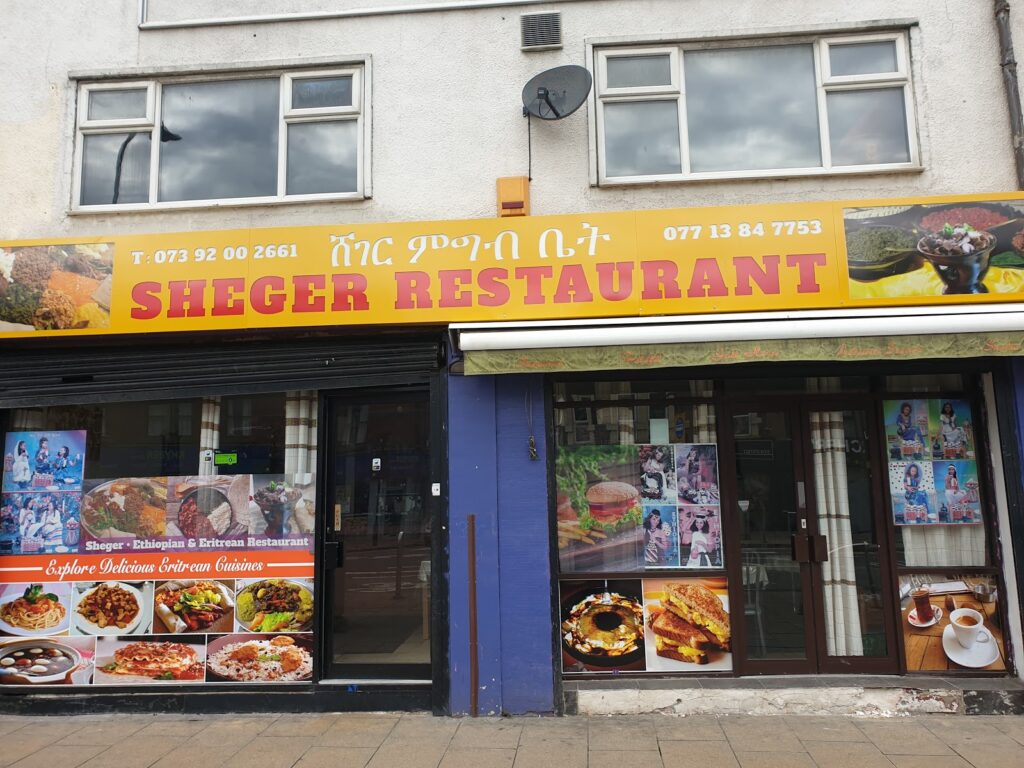 T: 073 92 00 2661
ሸገር ምግብ ቤት
077 13 84 7753
SHEGER RESTAURANT
Sheger • Ethiopian & Eritrean Restaurant
Explore Delicious Eritrean Cuisines